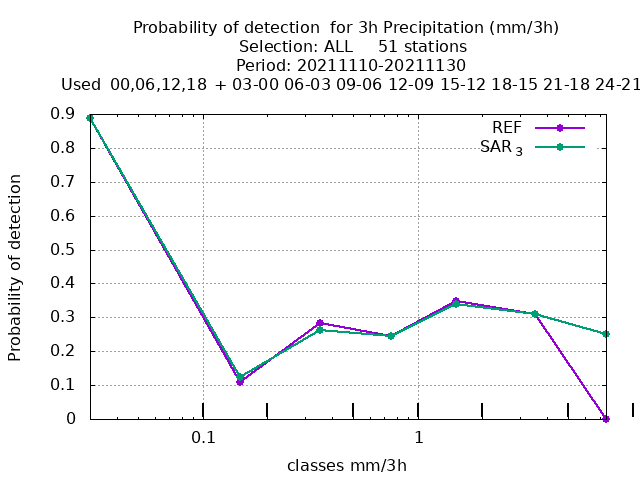 Probability of detection  for 3h Precipitation (mm/3h)
Selection: ALL     51 stations
Period: 20211110-20211130
Used  00,06,12,18  + 03-00 06-03 09-06 12-09 15-12 18-15 21-18 24-21
REF
SAR 3
0.9
0.8
0.7
0.6
0.5
0.4
0.3
0.2
0.1
0
Probability of detection
0.1
1
classes mm/3h